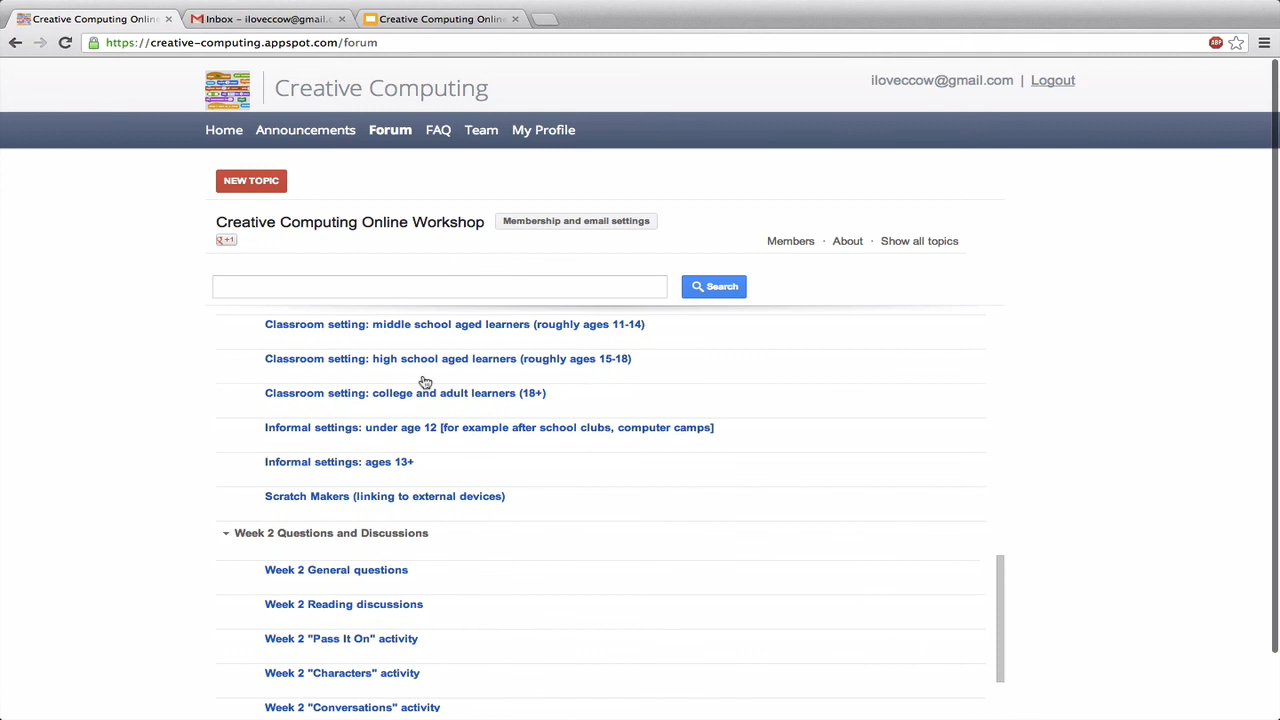 Creative Computing Online
Inbox – iloveccow@gmail.c
Creative Computing Online
https://creative-computing.appspot.com/forum
ABP
Creative Computing
iloveccow@gmail.com | Logout
Home Announcements Forum FAQ Team My Profile
NEW TOPIC
Creative Computing Online Workshop
Membership and email settings
+1
Members · About · Show all topics
Search
Classroom setting: middle school aged learners (roughly ages 11-14)
Classroom setting: high school aged learners (roughly ages 15-18)
Classroom setting: college and adult learners (18+)
Informal settings: under age 12 [for example after school clubs, computer camps]
Informal settings: ages 13+
Scratch Makers (linking to external devices)
Week 2 Questions and Discussions
Week 2 General questions
Week 2 Reading discussions
Week 2 "Pass It On" activity
Week 2 "Characters" activity
Week 2 "Conversations" activity